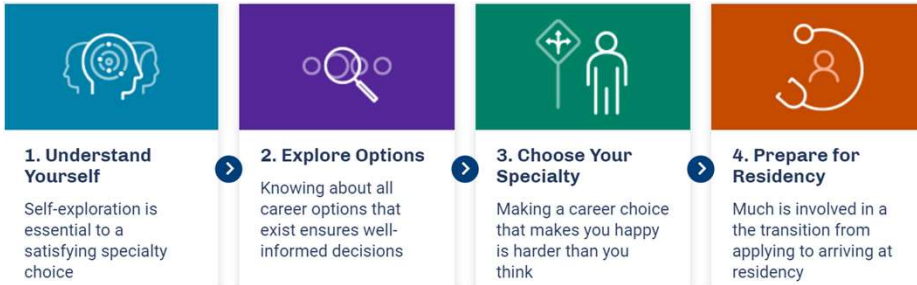 1. Understand
Yourself
Self-exploration is
essential to a
satisfying specialty
choice
2. Explore Options
Knowing about all
career options that
exist ensures well-
informed decisions
3. Choose Your
Specialty
Making a career choice
that makes you happy
is harder than you
think
4. Prepare for
Residency
Much is involved in a
the transition from
applying to arriving at
residency